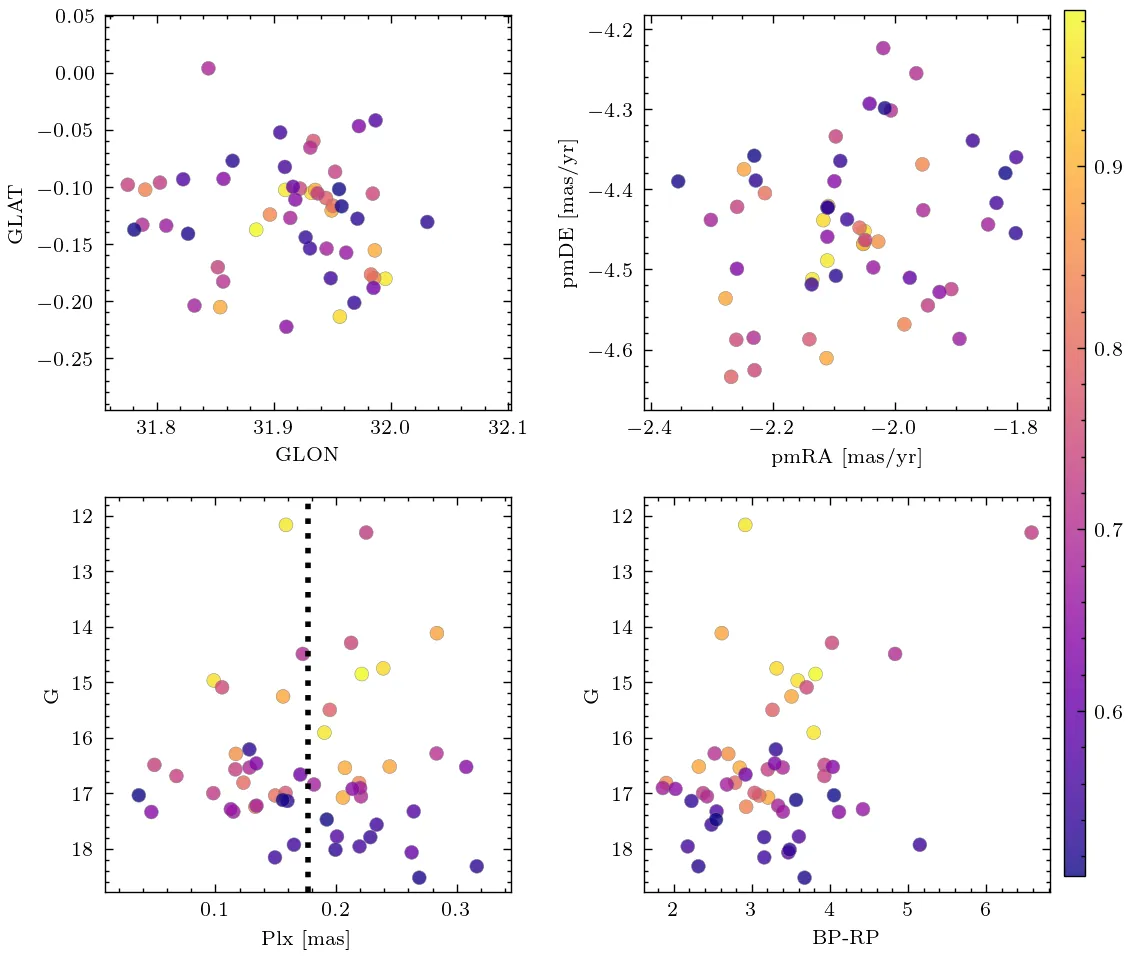 0.05
0.00
−0.05
−0.10
−0.15
−0.20
−0.25
GLAT
31.8 31.9 32.0 32.1
GLON
−4.2
−4.3
−4.4
−4.5
−4.6
pmDE [mas/yr]
−2.4 −2.2 −2.0 −1.8
pmRA [mas/yr]
0.9
0.8
0.7
0.6
12
13
14
15
16
17
18
G
0.1 0.2 0.3
Plx [mas]
12
13
14
15
16
17
18
G
2 3 4 5 6
BP-RP